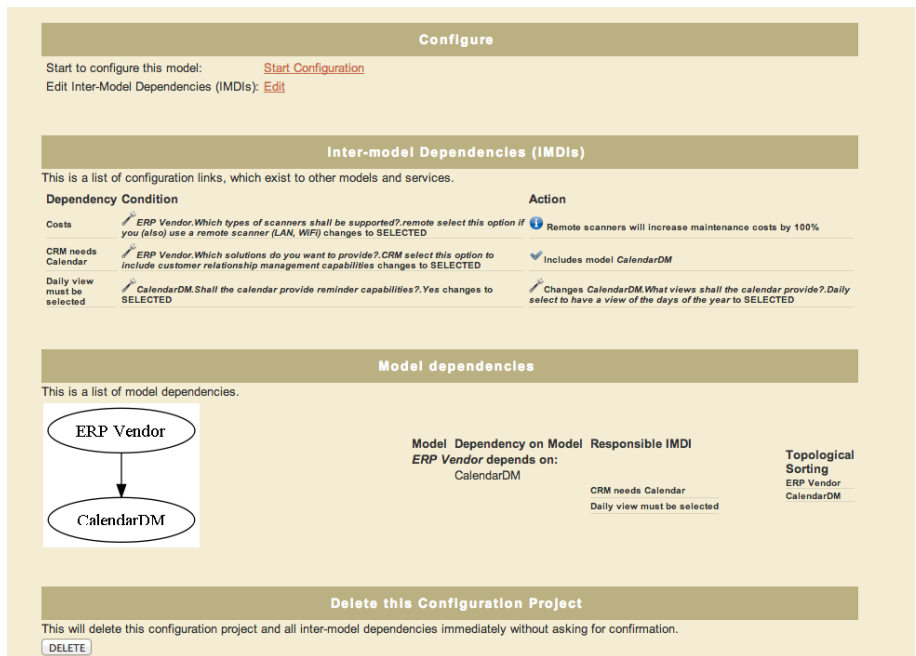 Configure
Start to configure this model: Start Configuration
Edit Inter-Model Dependencies (IMDIs): Edit
Inter-model Dependencies (IMDIs)
This is a list of configuration links, which exist to other models and services.
Dependency Condition Action
Costs
ERP Vendor.Which types of scanners shall be supported?.remote select this option if
you (also) use a remote scanner (LAN, WiFi) changes to SELECTED
Remote scanners will increase maintenance costs by 100%
CRM needs
Calendar
ERP Vendor.Which solutions do you want to provide?.CRM select this option to
include customer relationship management capabilities changes to SELECTED
Includes model CalendarDM
Daily view
must be
selected
CalendarDM.Shall the calendar provide reminder capabilities?.Yes changes to
SELECTED
Changes CalendarDM.What views shall the calendar provide?.Daily
select to have a view of the days of the year to SELECTED
Model dependencies
This is a list of model dependencies.
ERP Vendor
CalendarDM
Model Dependency on Model Responsible IMDI
ERP Vendor depends on:
CalendarDM
CRM needs Calendar
Daily view must be selected
Topological
Sorting
ERP Vendor
CalendarDM
Delete this Configuration Project
This will delete this configuration project and all inter-model dependencies immediately without asking for confirmation.
DELETE